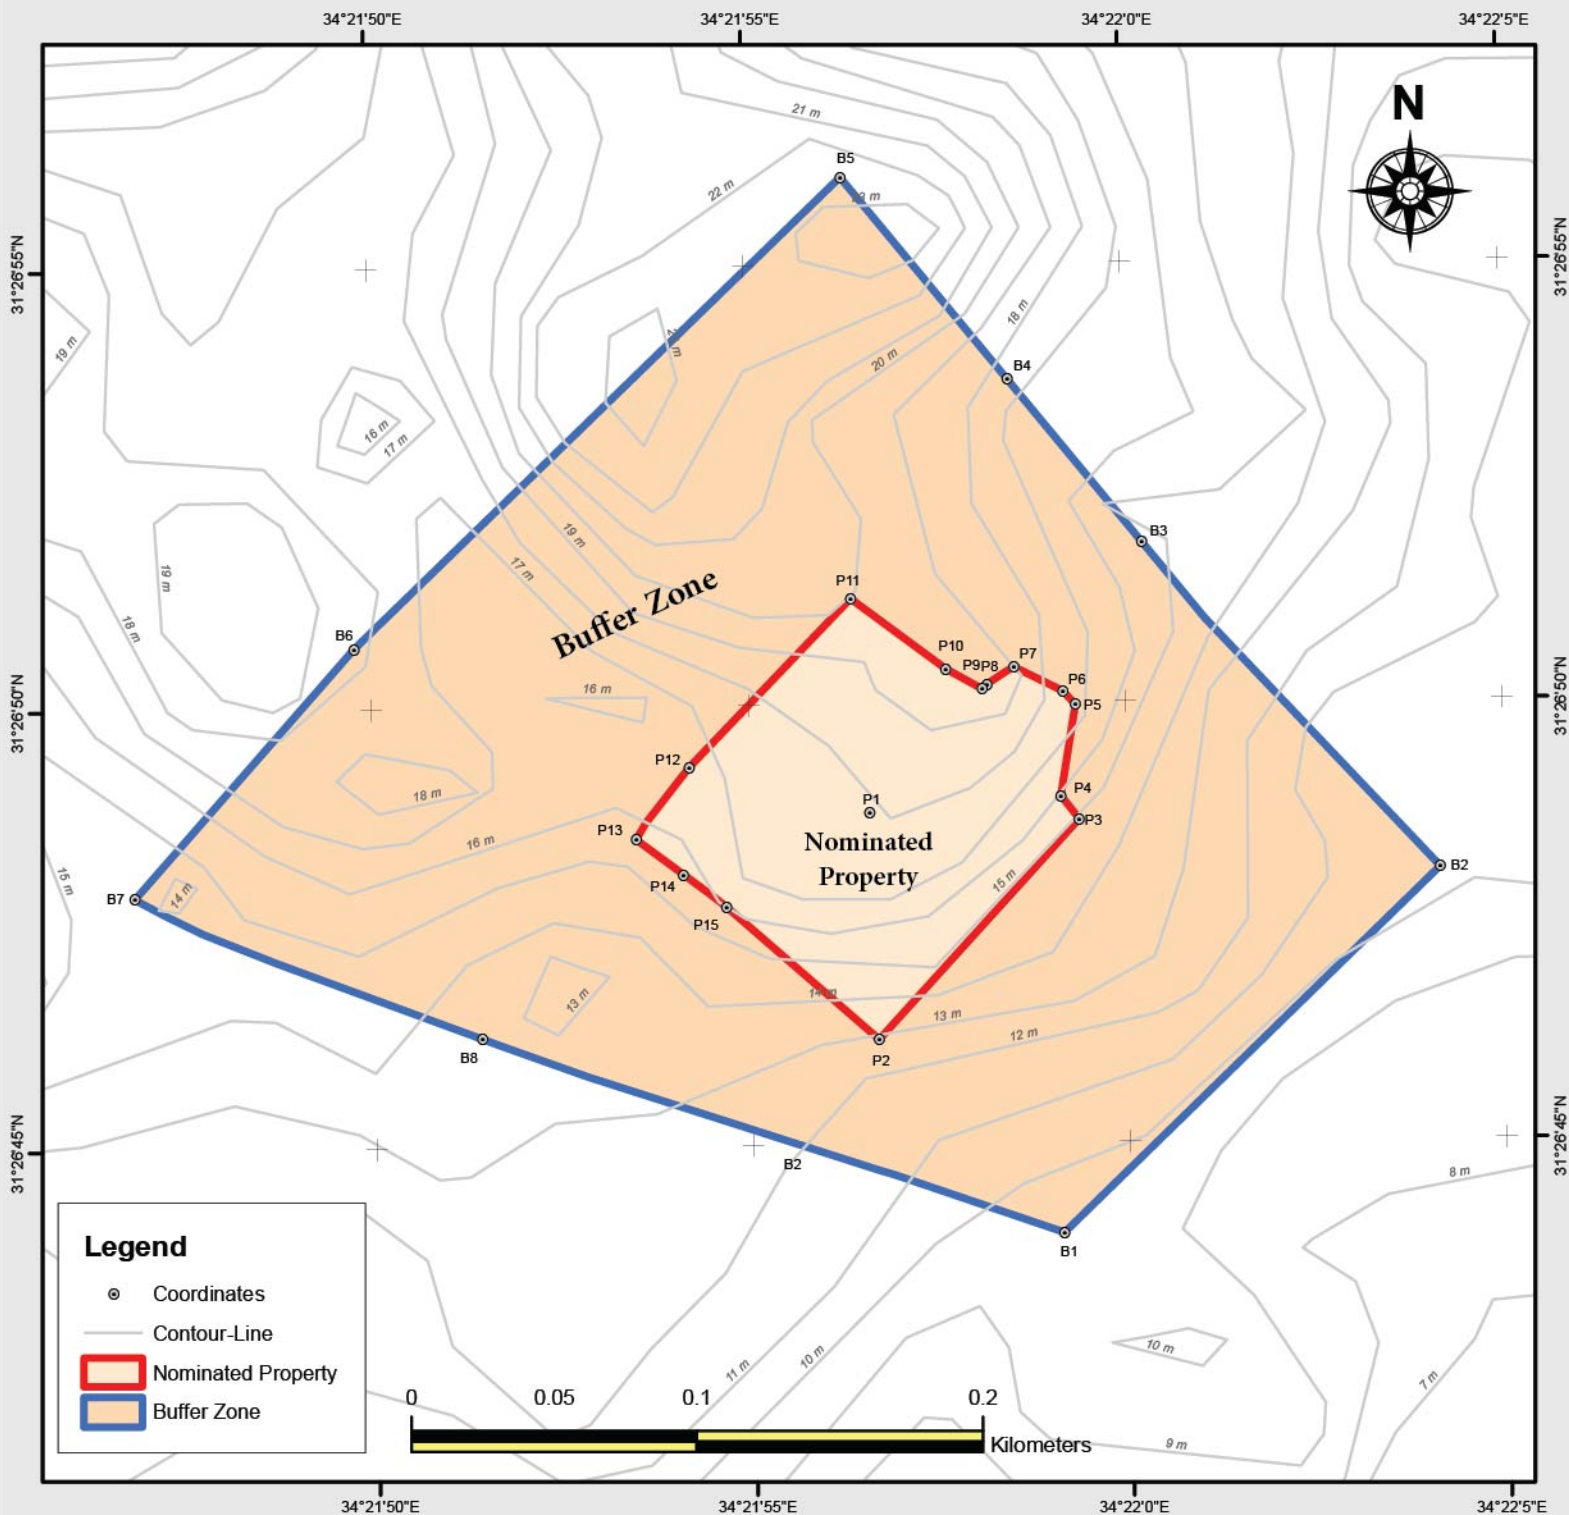 34°21'50"E
34°21'55"E
34°22'0"E
34°22'5"E
N
21 m
B5
22 m
31°26'55"N
31°26'55"N
18 m
B4
19 m
20 m
16 m
17 m
B3
19 m
17 m
19 m
Buffer Zone
P11
18 m
B6
P10
P9
P8
P7
P6
P5
16 m
31°26'50"N
31°26'50"N
P12
18 m
P4
P1
P3
P13
16 m
Nominated
Property
B2
15 m
15 m
P14
B7
14 m
P15
14 m
13 m
13 m
12 m
B8
P2
31°26'45"N
31°26'45"N
B2
8 m
B1
Legend
Coordinates
Contour-Line
Nominated Property
Buffer Zone
11 m
10 m
10 m
7 m
9 m
0
0.05
0.1
0.2
Kilometers
34°21'50"E
34°21'55"E
34°22'0"E
34°22'5"E